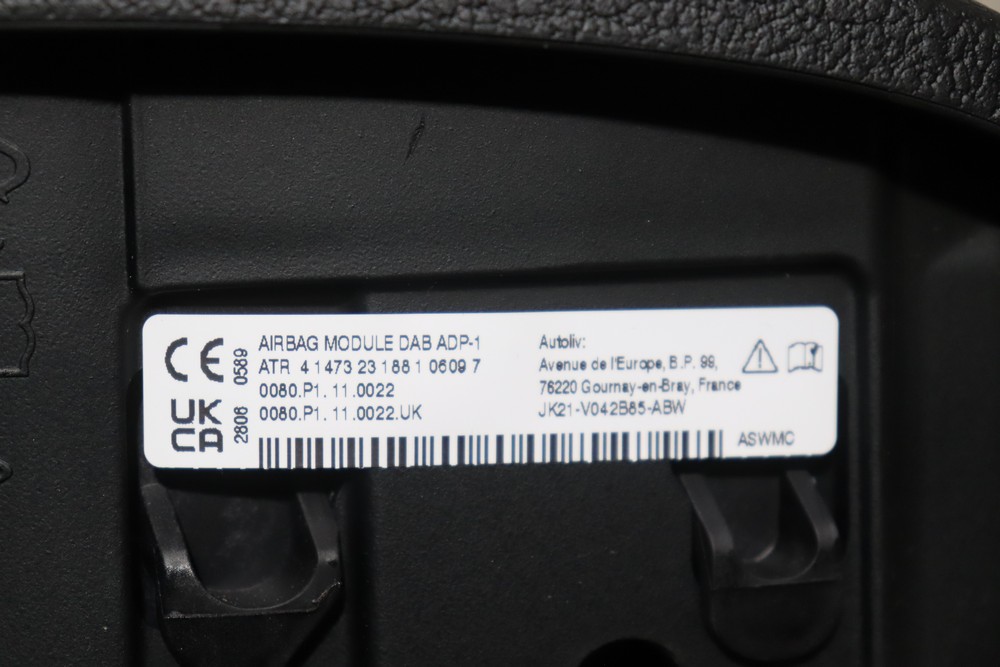 CE 0589
UK
CA 2808
AIRBAG MODULE DAB ADP-1
ATR 4 1473 23 188 1 0609 7
0080.P1. 11.0022
0080.P1. 11.0022.UK
Autoliv:
Avenue de l'Europe, B.P. 99,
76220 Gournay-en-Bray, France
JK21-V042B85-ABW
ASWMC